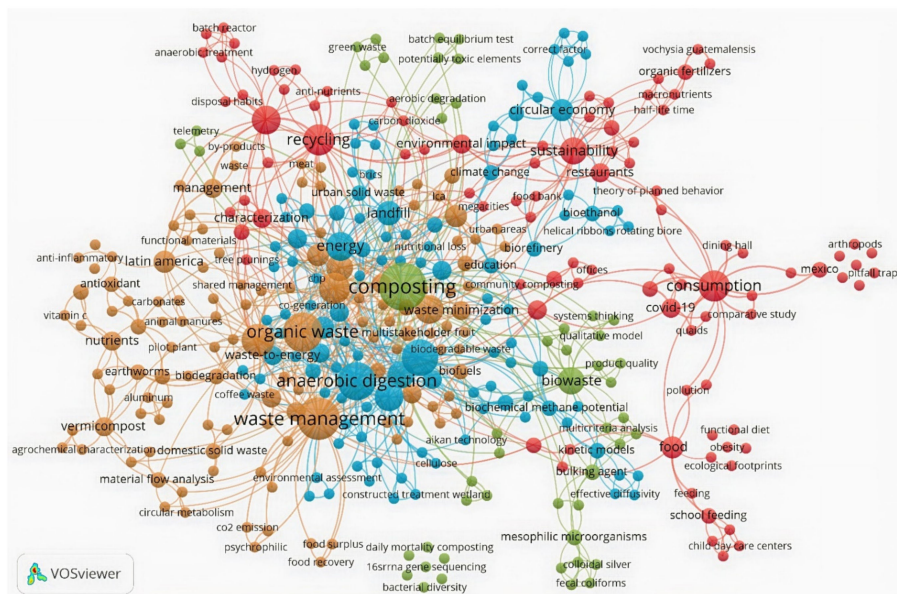 batch reactor
green waste
batch equilibrium test
correct factor
vochysia guatemalensis
anaerobic treatment
potentially toxic elements
organic fertilizers
hydrogen
macronutrients
disposal habits
anti-nutrients
aerobic degradation
circular economy
half-life time
carbon dioxide
telemetry
recycling
environmental impact
by-products
sustainability
waste
meat
climate change
restaurants
management
brics
urban solid waste
lca
food bank
theory of planned behavior
megacities
characterization
landfill
bioethanol
urban areas
helical ribbons rotating biore
functional materials
energy
nutritional loss
biorefinery
dining hall
arthropods
anti-inflammatory
latin america
tree prunings
education
offices
mexico
pitfall trap
antioxidant
shared management
chp
composting
community composting
consumption
carbonates
co-generation
waste minimization
covid-19
vitamin c
animal manures
organic waste
multistakeholder fruit
systems thinking
comparative study
nutrients
pilot plant
waste-to-energy
biodegradable waste
qualitative model
quaids
earthworms
biodegradation
anaerobic digestion
biofuels
biowaste
product quality
aluminum
coffee waste
biochemical methane potential
pollution
vermicompost
waste management
multicriteria analysis
functional diet
aikan technology
agrochemical characterization
domestic solid waste
kinetic models
food
obesity
cellulose
bulking agent
ecological footprints
material flow analysis
environmental assessment
feeding
constructed treatment wetland
effective diffusivity
circular metabolism
school feeding
co2 emission
mesophilic microorganisms
psychrophilic
food surplus
daily mortality composting
child day care centers
food recovery
16srrna gene sequencing
colloidal silver
bacterial diversity
fecal coliforms
VOSviewer